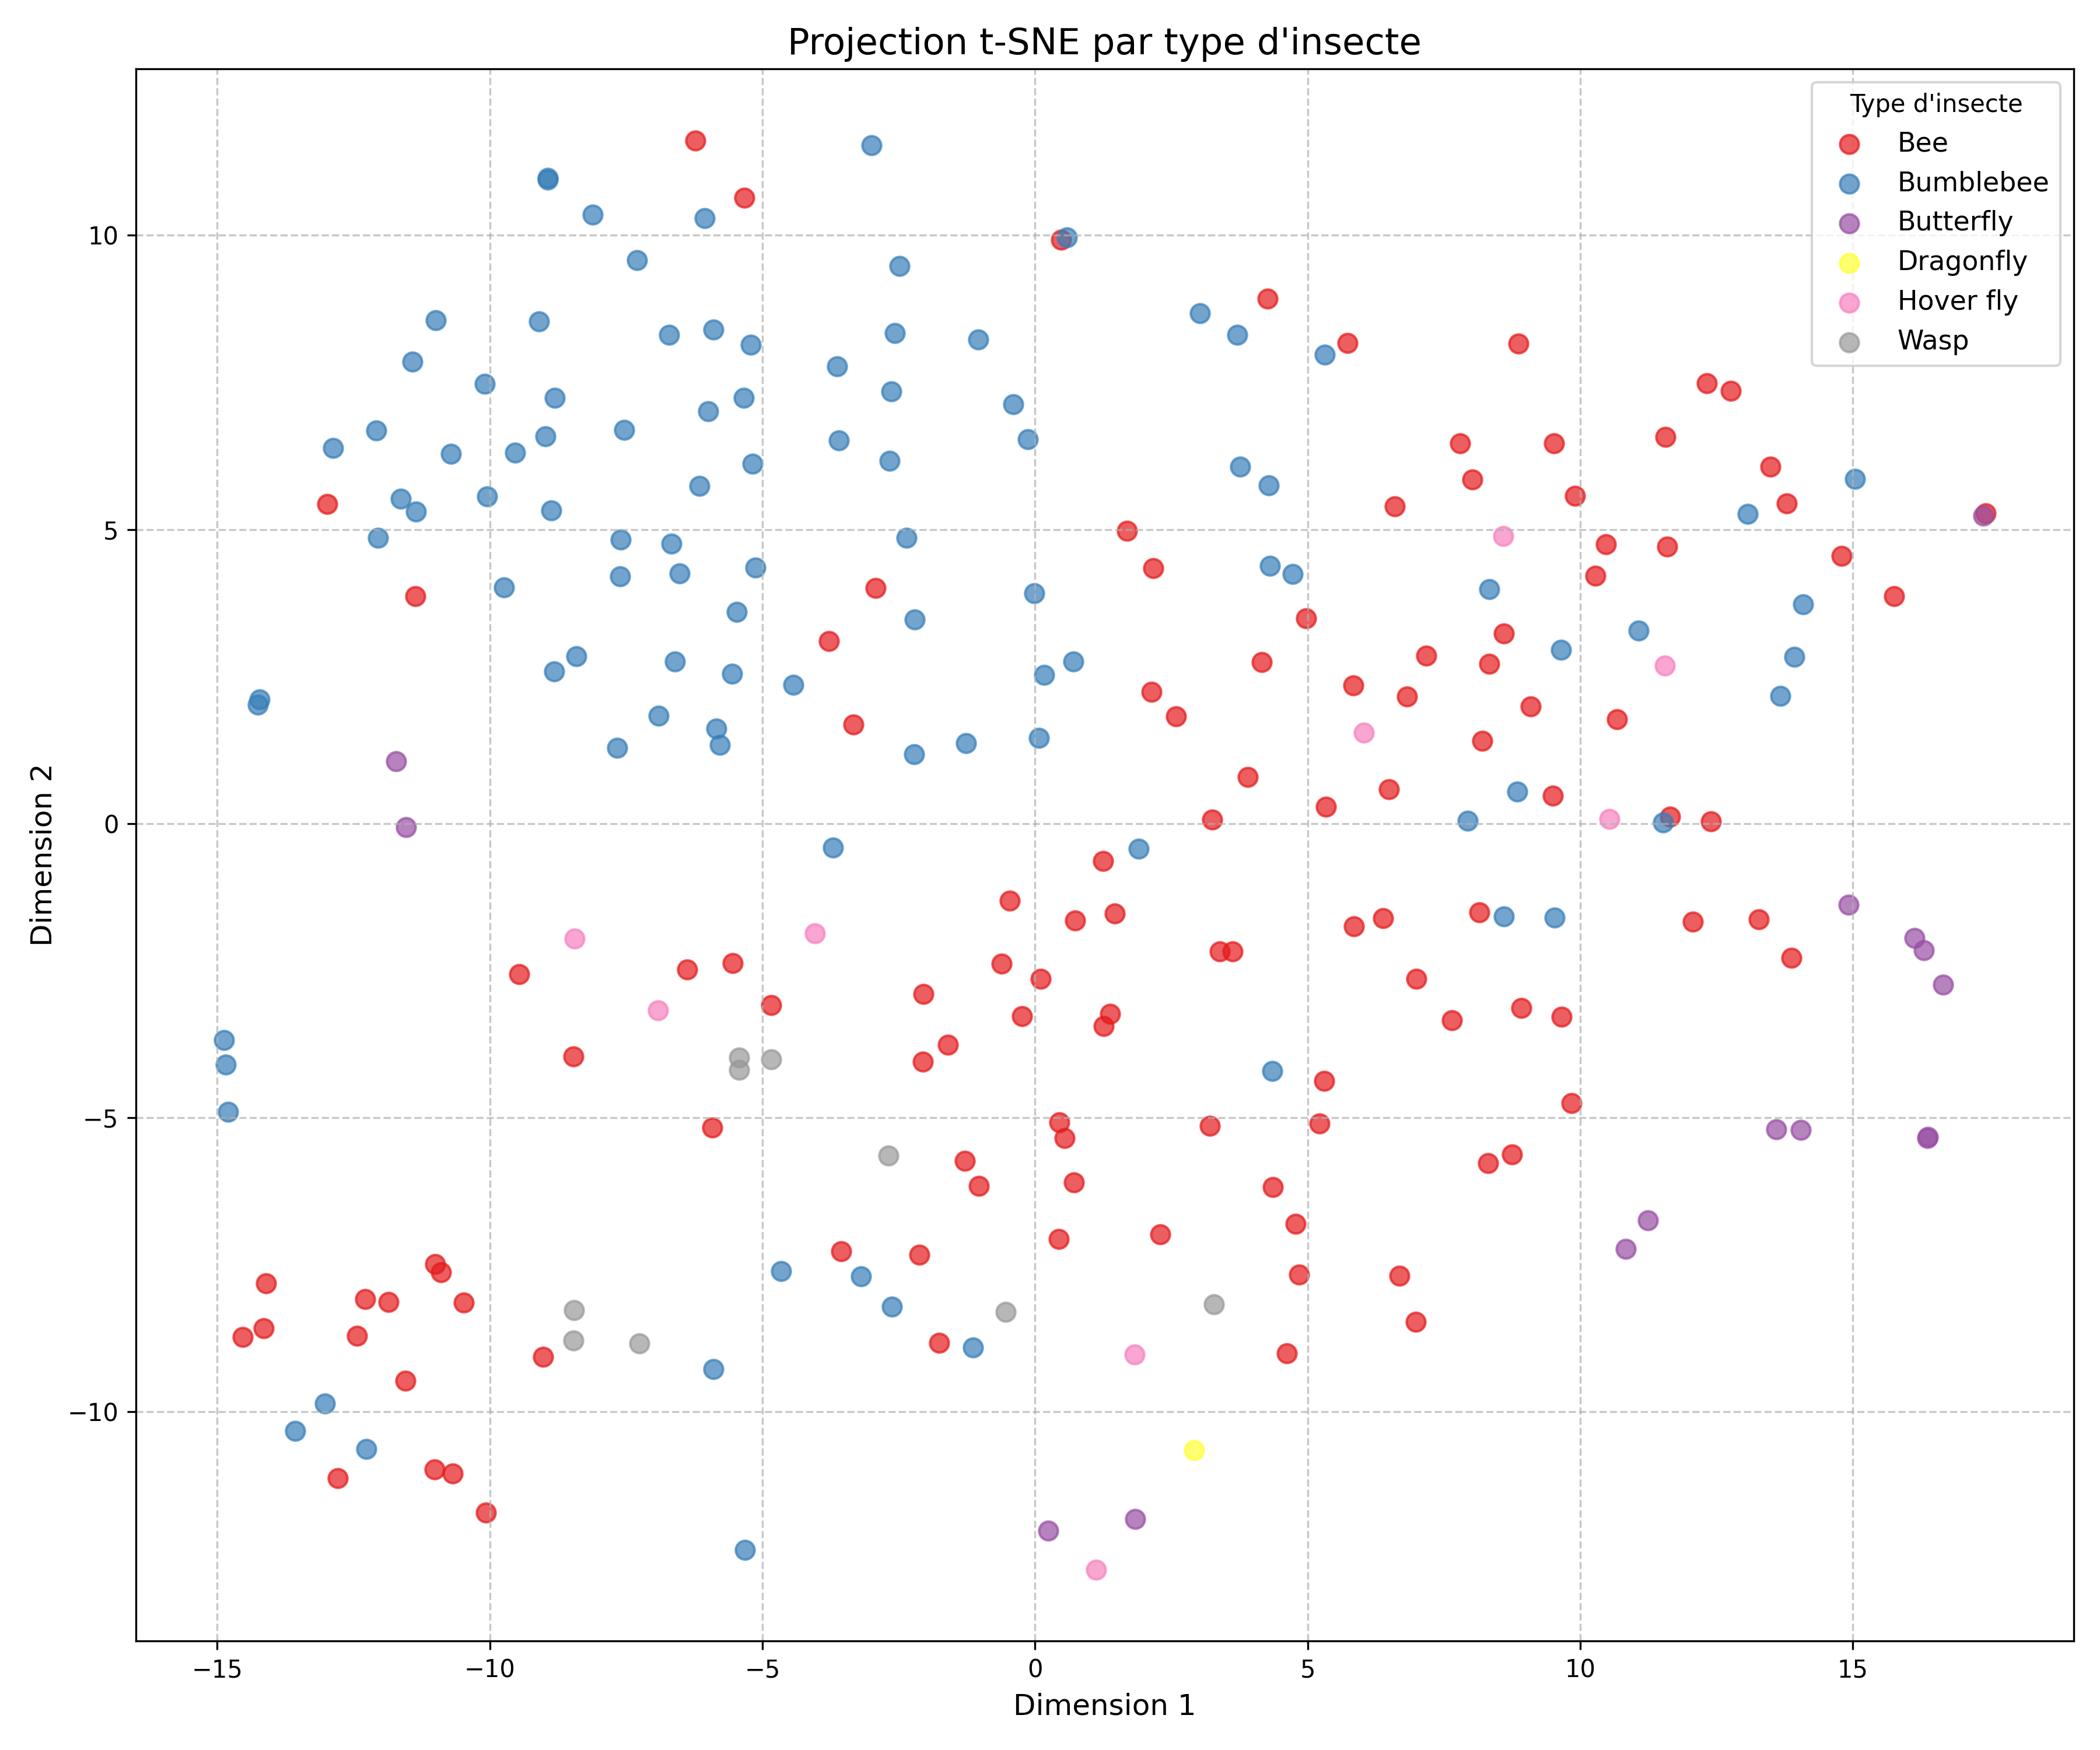 Projection t-SNE par type d'insecte
Type d'insecte
Bee
Bumblebee
Butterfly
Dragonfly
Hover fly
Wasp
10
5
0
−5
−10
Dimension 2
−15 −10 −5 0 5 10 15
Dimension 1